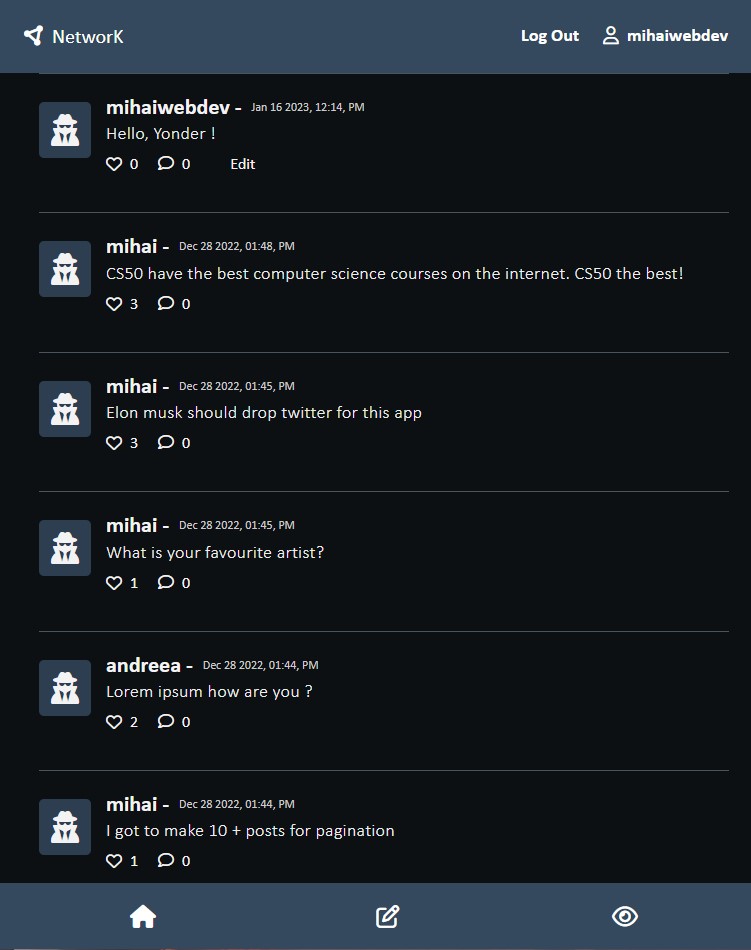 NetworK
Log Out mihaiwebdev
mihaiwebdev - Jan 16 2023, 12:14, PM
Hello, Yonder !
0 0 Edit
mihai - Dec 28 2022, 01:48, PM
CS50 have the best computer science courses on the internet. CS50 the best!
3 0
mihai - Dec 28 2022, 01:45, PM
Elon musk should drop twitter for this app
3 0
mihai - Dec 28 2022, 01:45, PM
What is your favourite artist?
1 0
andreea - Dec 28 2022, 01:44, PM
Lorem ipsum how are you ?
2 0
mihai - Dec 28 2022, 01:44, PM
I got to make 10 + posts for pagination
1 0